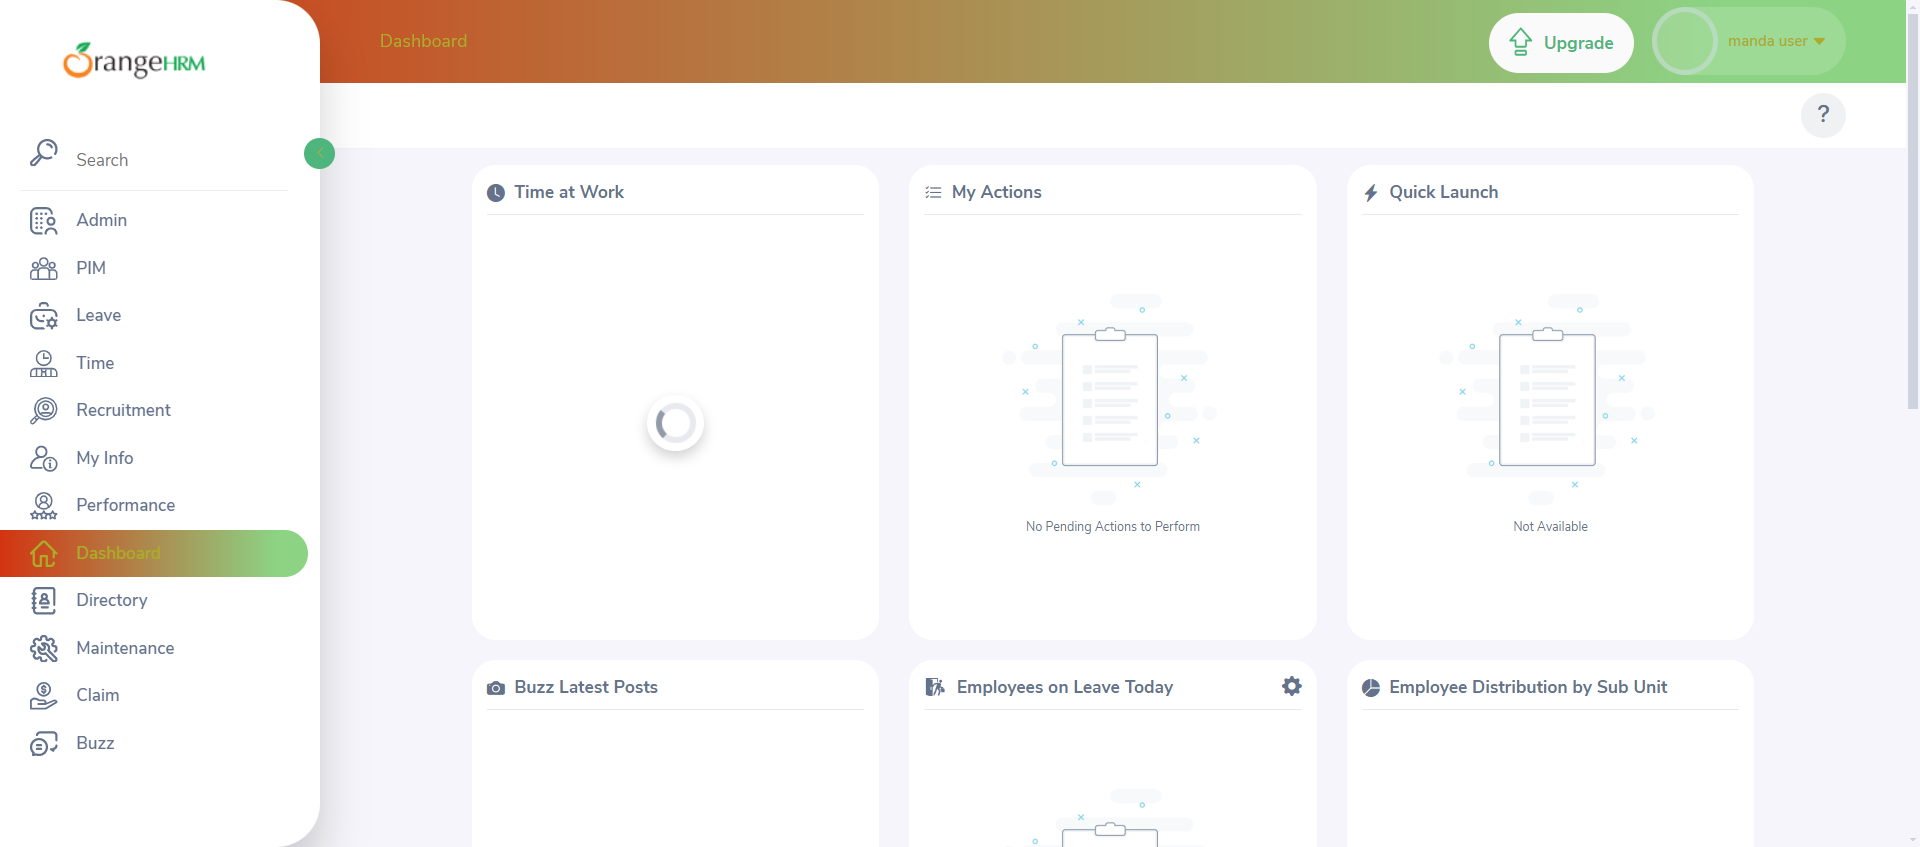 OrangeHRM
Dashboard
Upgrade
manda user
?
Search
Admin
PIM
Leave
Time
Recruitment
My Info
Performance
Dashboard
Directory
Maintenance
Claim
Buzz
Time at Work
My Actions
No Pending Actions to Perform
Quick Launch
Not Available
Buzz Latest Posts
Employees on Leave Today
Employee Distribution by Sub Unit